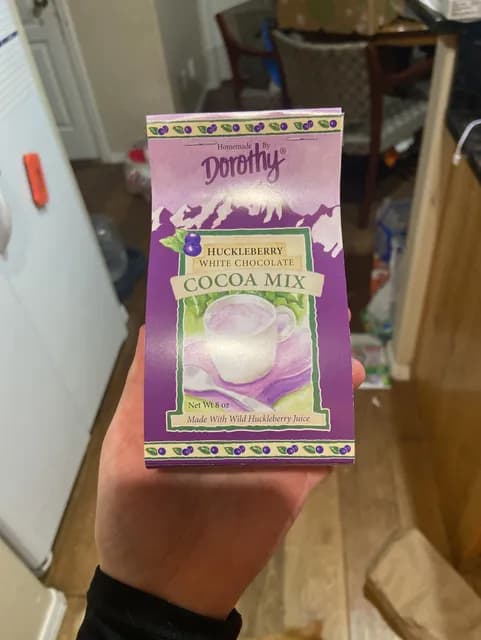 Homemade By
Dorothy®
HUCKLEBERRY
WHITE CHOCOLATE
COCOA MIX
Net Wt 8 oz
Made With Wild Huckleberry Juice